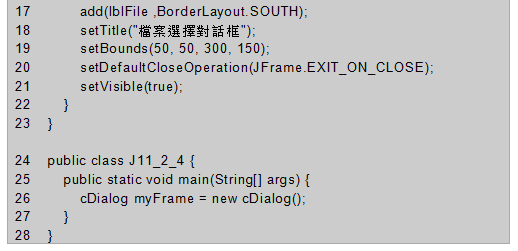 17 add(lblFile ,BorderLayout.SOUTH);
18 setTitle("檔案選擇對話框");
19 setBounds(50, 50, 300, 150);
20 setDefaultCloseOperation(JFrame.EXIT_ON_CLOSE);
21 setVisible(true);
22 }
23 }
24 public class J11_2_4 {
25 public static void main(String[] args) {
26 cDialog myFrame = new cDialog();
27 }
28 }